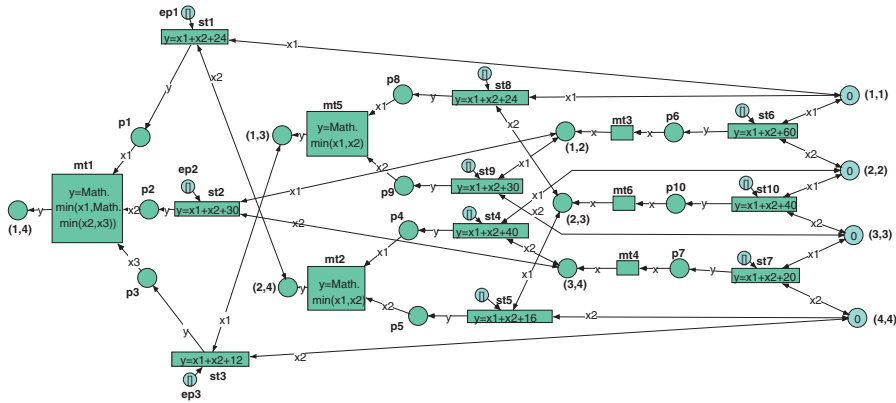 ep1
[]
st1
y=x1+x2+24
x1
x2
y
p1
x1
mt1
y=Math.
min(x1,Math.
min(x2,x3))
y
(1,4)
x2
p2
y
ep2
[]
st2
y=x1+x2+30
x1
x2
x3
p3
y
y=x1+x2+12
st3
[]
ep3
x1
x2
(1,3)
y
mt5
y=Math.
min(x1,x2)
x1
x2
p8
y
[]
st8
y=x1+x2+24
x1
x2
p9
y
[]
st9
y=x1+x2+30
x1
x2
(2,4)
y
mt2
y=Math.
min(x1,x2)
x1
x2
p4
y
[]
st4
y=x1+x2+40
x1
x2
p5
y
[]
st5
y=x1+x2+16
x1
x2
(1,2)
x
mt3
x
p6
y
[]
st6
y=x1+x2+60
x1
x2
(2,3)
x
mt6
x
p10
y
[]
st10
y=x1+x2+40
x1
x2
(3,4)
x
mt4
x
p7
y
[]
st7
y=x1+x2+20
x1
x2
0
(1,1)
0
(2,2)
0
(3,3)
0
(4,4)